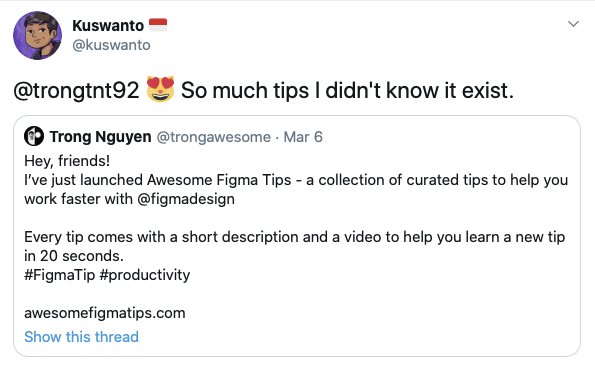 Kuswanto 🇮🇩
@kuswanto
@trongtnt92 😻 So much tips I didn't know it exist.
Trong Nguyen @trongawesome · Mar 6
Hey, friends!
I’ve just launched Awesome Figma Tips - a collection of curated tips to help you
work faster with @figmadesign
Every tip comes with a short description and a video to help you learn a new tip
in 20 seconds.
#FigmaTip #productivity
awesomefigmatips.com
Show this thread